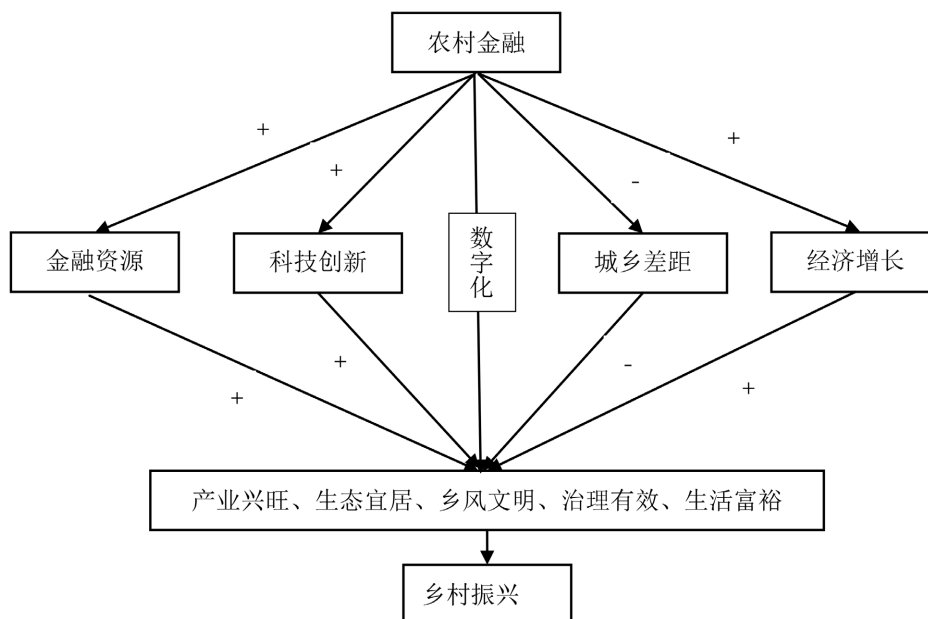 农村金融
+
+
-
+
金融资源
科技创新
数字化
城乡差距
经济增长
+
+
-
+
产业兴旺、生态宜居、乡风文明、治理有效、生活富裕
乡村振兴